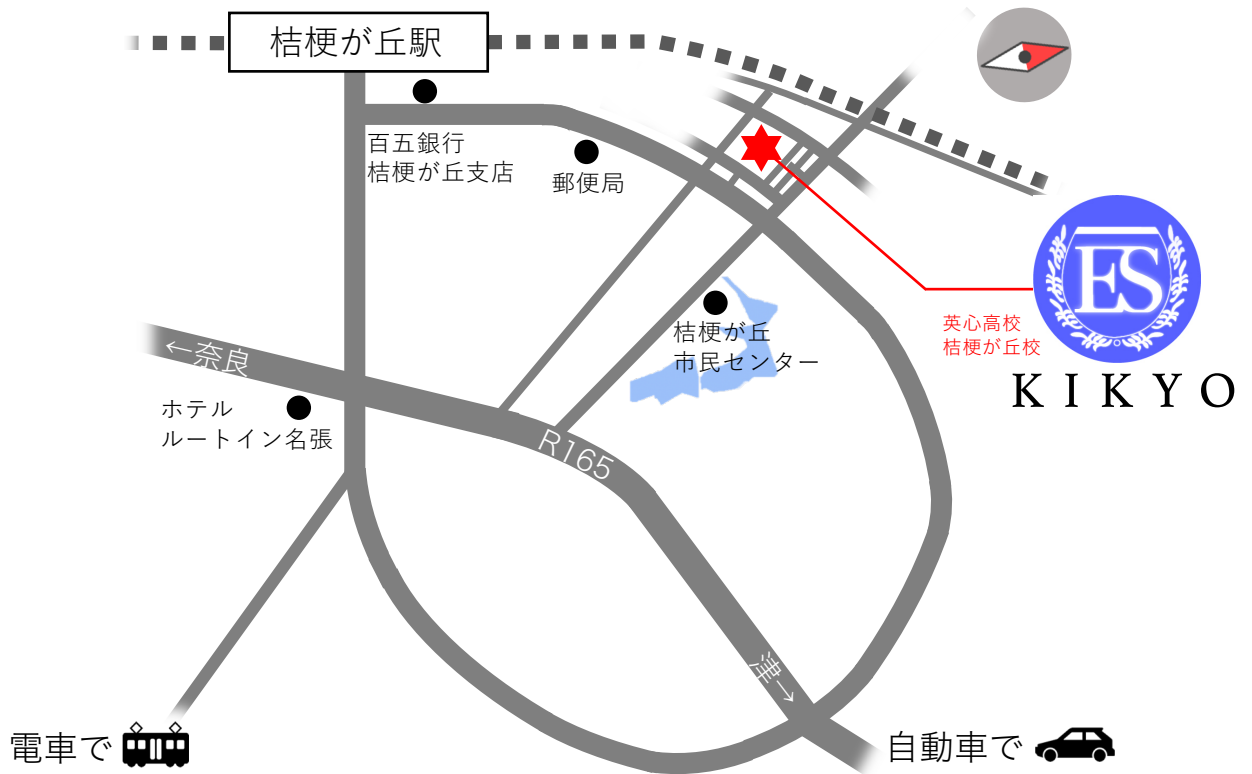 桔梗が丘駅
百五銀行
桔梗が丘支店
郵便局
ES
英心高校
桔梗が丘校
KIKYO
桔梗が丘
市民センター
←奈良
ホテル
ルートイン名張
R165
津→
電車で
自動車で